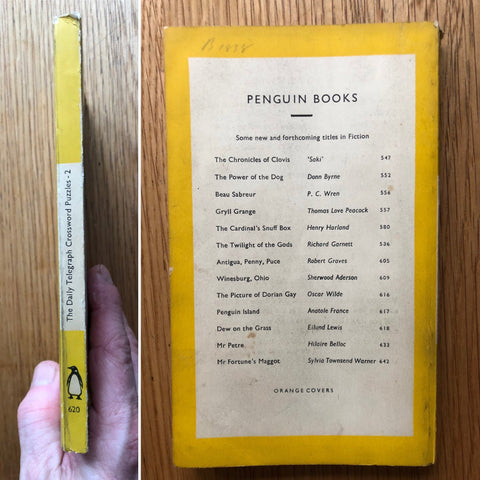 The Daily Telegraph Crossword Puzzles - 2
620
PENGUIN BOOKS
Some new and forthcoming titles in Fiction
The Chronicles of Clovis 'Saki' 547
The Power of the Dog Donn Byrne 552
Beau Sabreur P. C. Wren 556
Gryll Grange Thomas Love Peacock 557
The Cardinal's Snuff Box Henry Harland 580
The Twilight of the Gods Richard Garnett 536
Antigua, Penny, Puce Robert Graves 605
Winesburg, Ohio Sherwood Aderson 609
The Picture of Dorian Gay Oscar Wilde 616
Penguin Island Anatole France 617
Dew on the Grass Eilund Lewis 618
Mr Petre Hilaire Belloc 633
Mr Fortune's Maggot Sylvia Townsend Warner 642
ORANGE COVERS